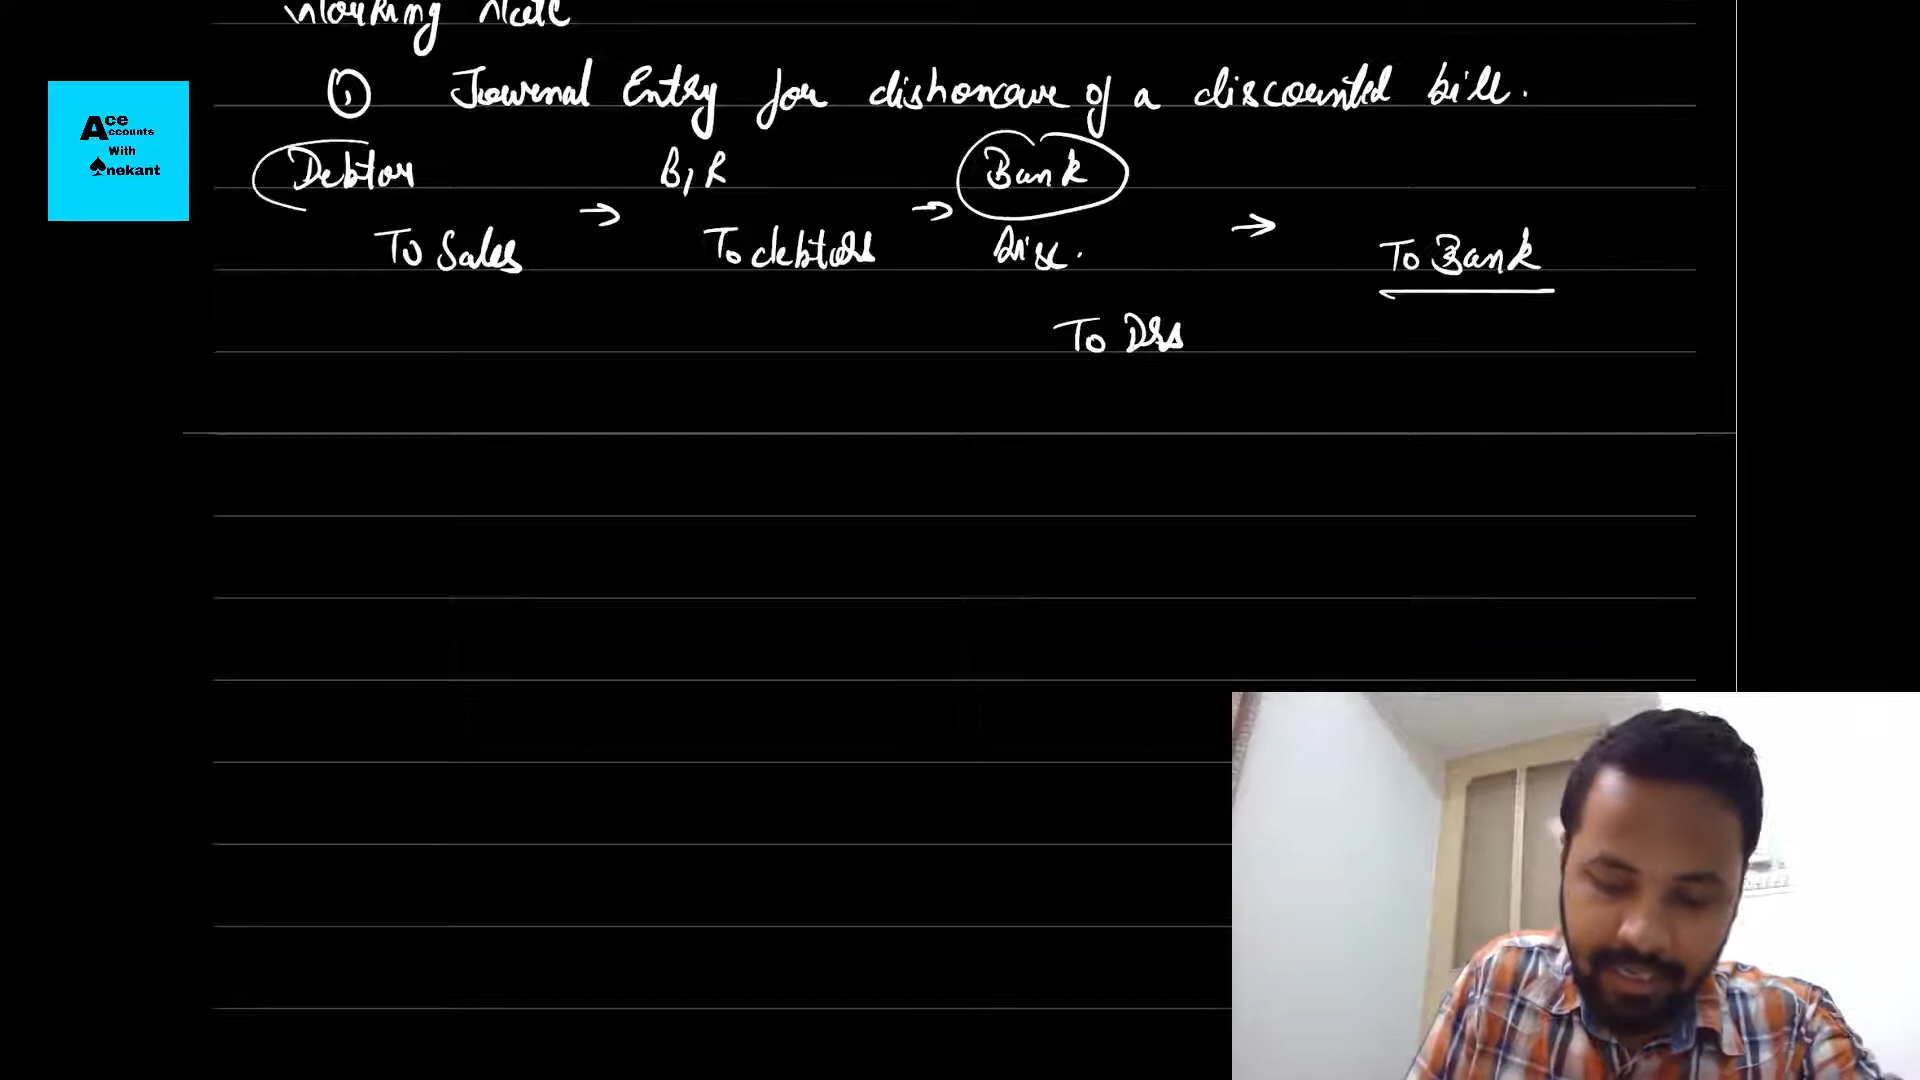 Working Note
① Journal Entry for dishonour of a discounted bill.
Ace
Accounts
With
Anekant
Debtor B/R Bank
To Sales → To debtors → Disc. → To Bank
To Drs